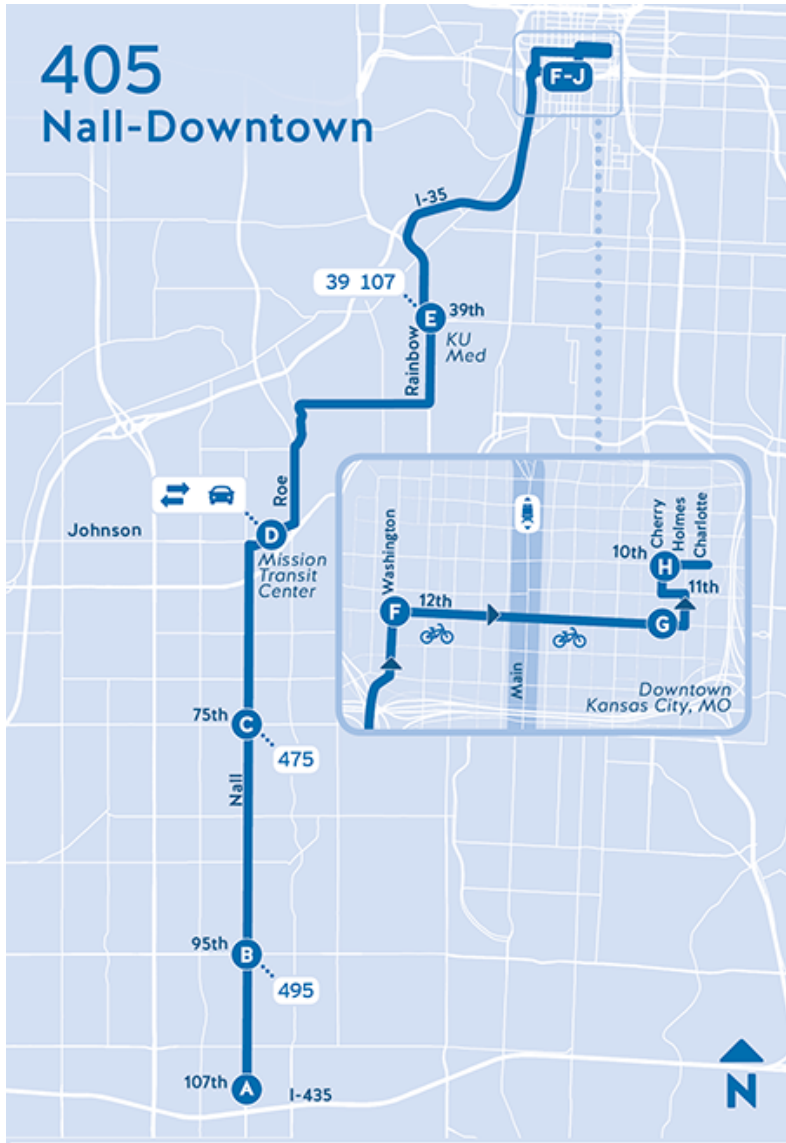 405
Nall-Downtown
F-J
I-35
39 107
E
39th
KU
Med
Rainbow
Roe
Johnson
D
Mission
Transit
Center
Washington
F
12th
Main
Cherry
Holmes
Charlotte
10th
H
11th
G
Downtown
Kansas City, MO
75th
C
475
Nall
95th
B
495
107th
A
I-435
N